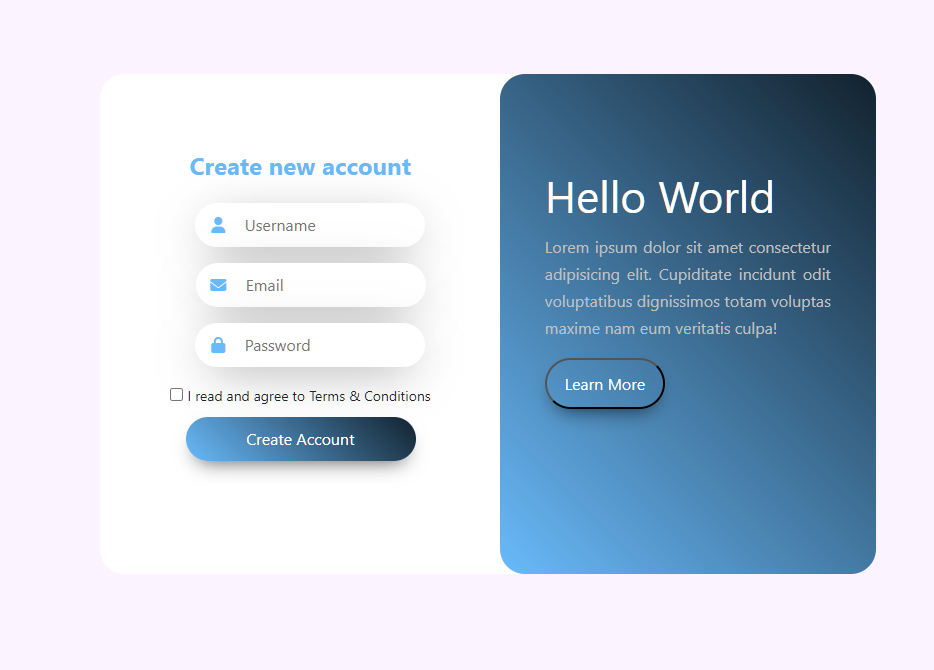 Create new account
Username
Email
Password
I read and agree to Terms & Conditions
Create Account
Hello World
Lorem ipsum dolor sit amet consectetur
adipisicing elit. Cupiditate incidunt odit
voluptatibus dignissimos totam voluptas
maxime nam eum veritatis culpa!
Learn More